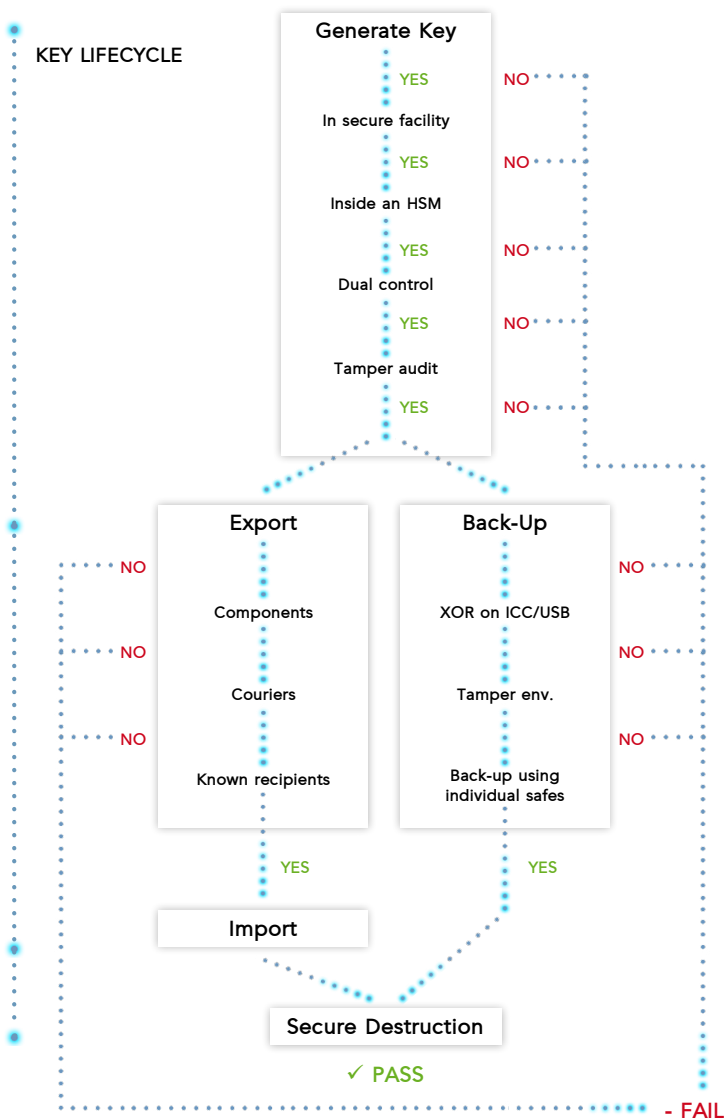 KEY LIFECYCLE
Generate Key
YES NO
In secure facility
YES NO
Inside an HSM
YES NO
Dual control
YES NO
Tamper audit
YES NO
Export Back-Up
NO NO
Components XOR on ICC/USB
NO NO
Couriers Tamper env.
NO NO
Known recipients Back-up using
individual safes
YES YES
Import
Secure Destruction
✓ PASS
- FAIL